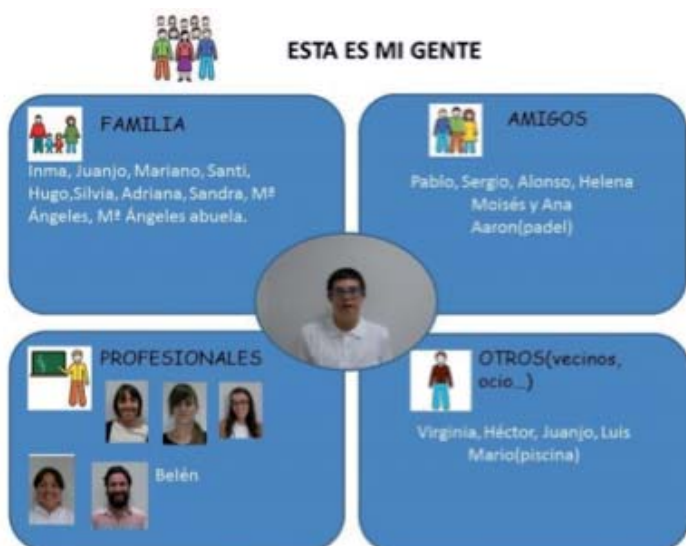 ESTA ES MI GENTE
FAMILIA
Inma, Juanjo, Mariano, Santi,
Hugo,Silvia, Adriana, Sandra, Mª
Ángeles, Mª Ángeles abuela.
AMIGOS
Pablo, Sergio, Alonso, Helena
Moisés y Ana
Aaron(padel)
PROFESIONALES
Belén
OTROS(vecinos,
ocio...)
Virginia, Héctor, Juanjo, Luis
Mario(piscina)